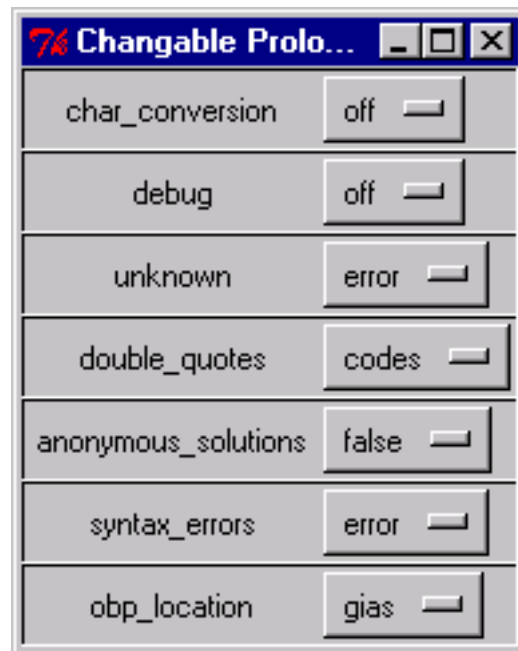 Changable Prolo...
char_conversion off
debug off
unknown error
double_quotes codes
anonymous_solutions false
syntax_errors error
obp_location gias